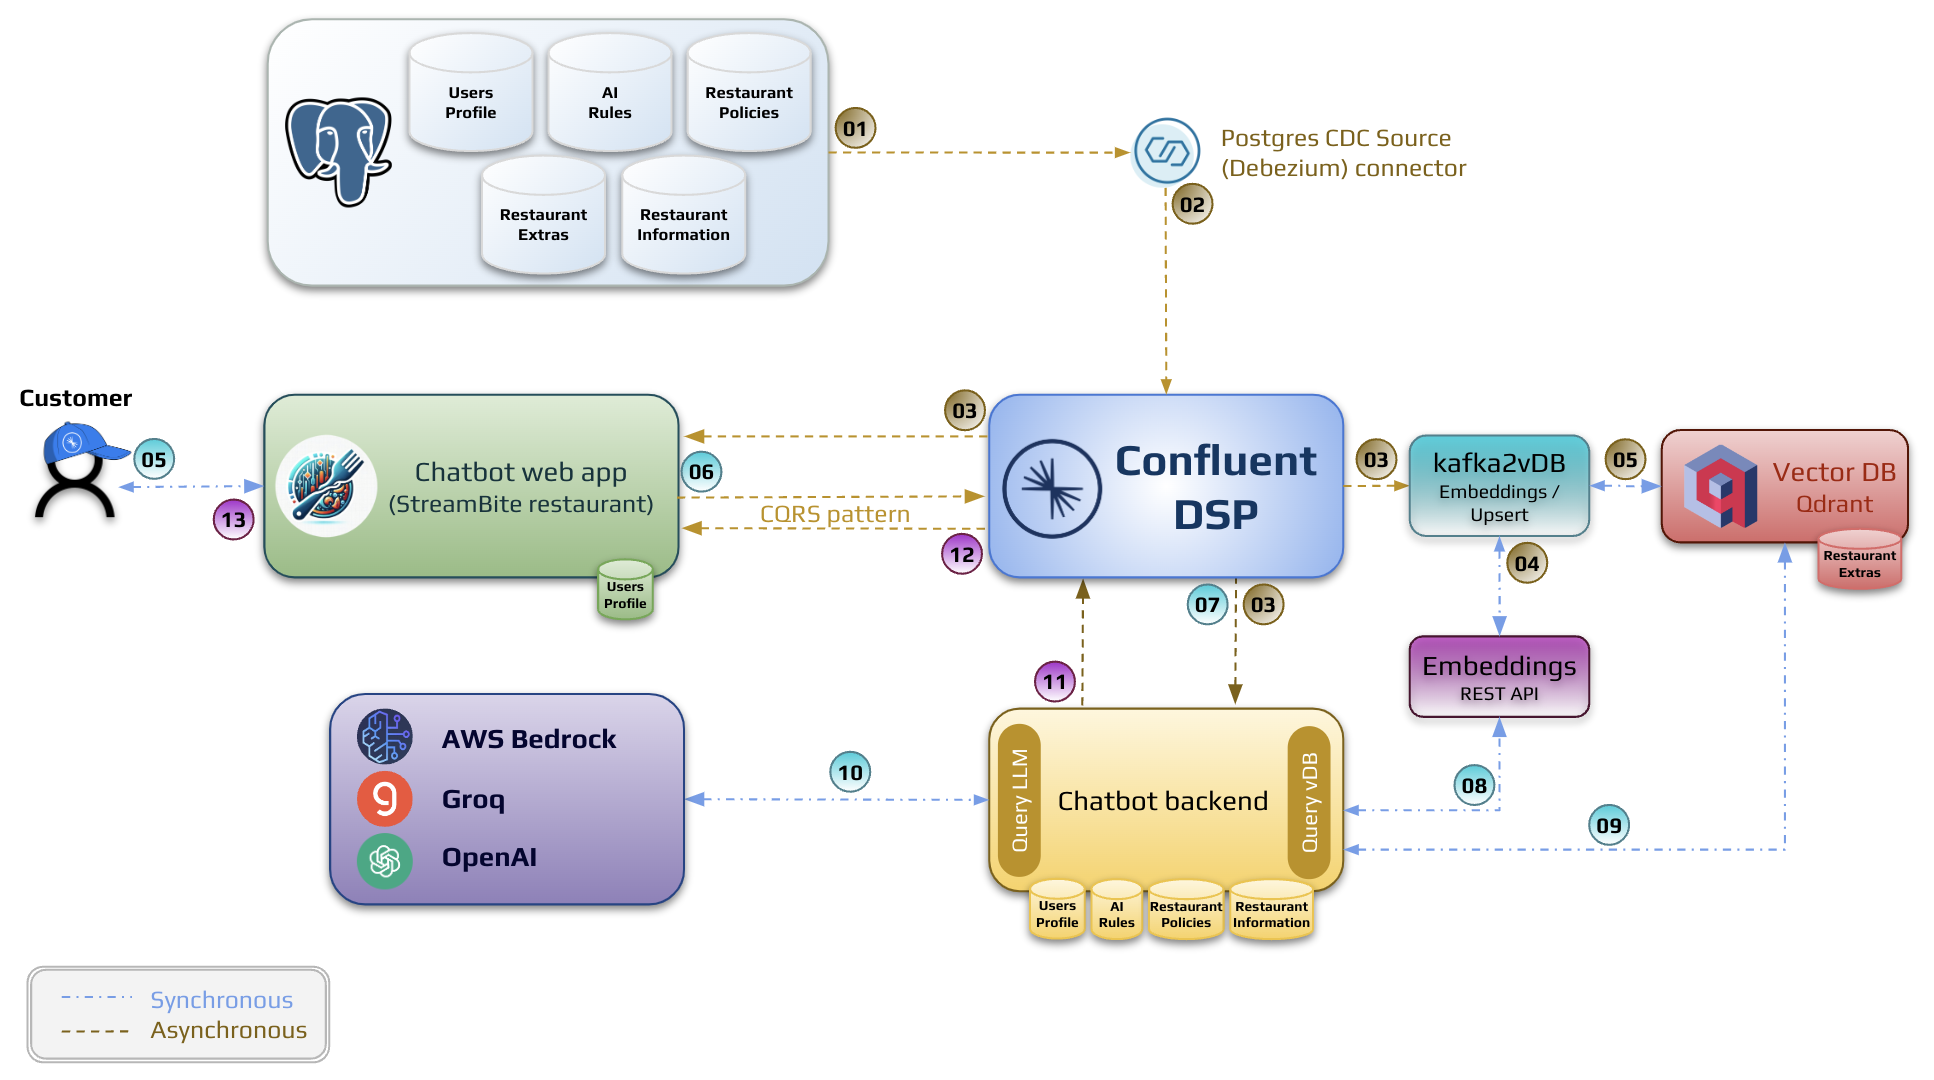 Users
Profile
AI
Rules
Restaurant
Policies
Restaurant
Extras
Restaurant
Information
01
Postgres CDC Source
(Debezium) connector
02
Customer
05
13
Chatbot web app
(StreamBite restaurant)
Users
Profile
03
06
CQRS pattern
12
Confluent
DSP
03
kafka2vDB
Embeddings /
Upsert
05
Vector DB
Qdrant
Restaurant
Extras
04
07
03
11
Embeddings
REST API
AWS Bedrock
Groq
OpenAI
10
Query LLM
Chatbot backend
Query vDB
08
09
Users
Profile
AI
Rules
Restaurant
Policies
Restaurant
Information
Synchronous
Asynchronous